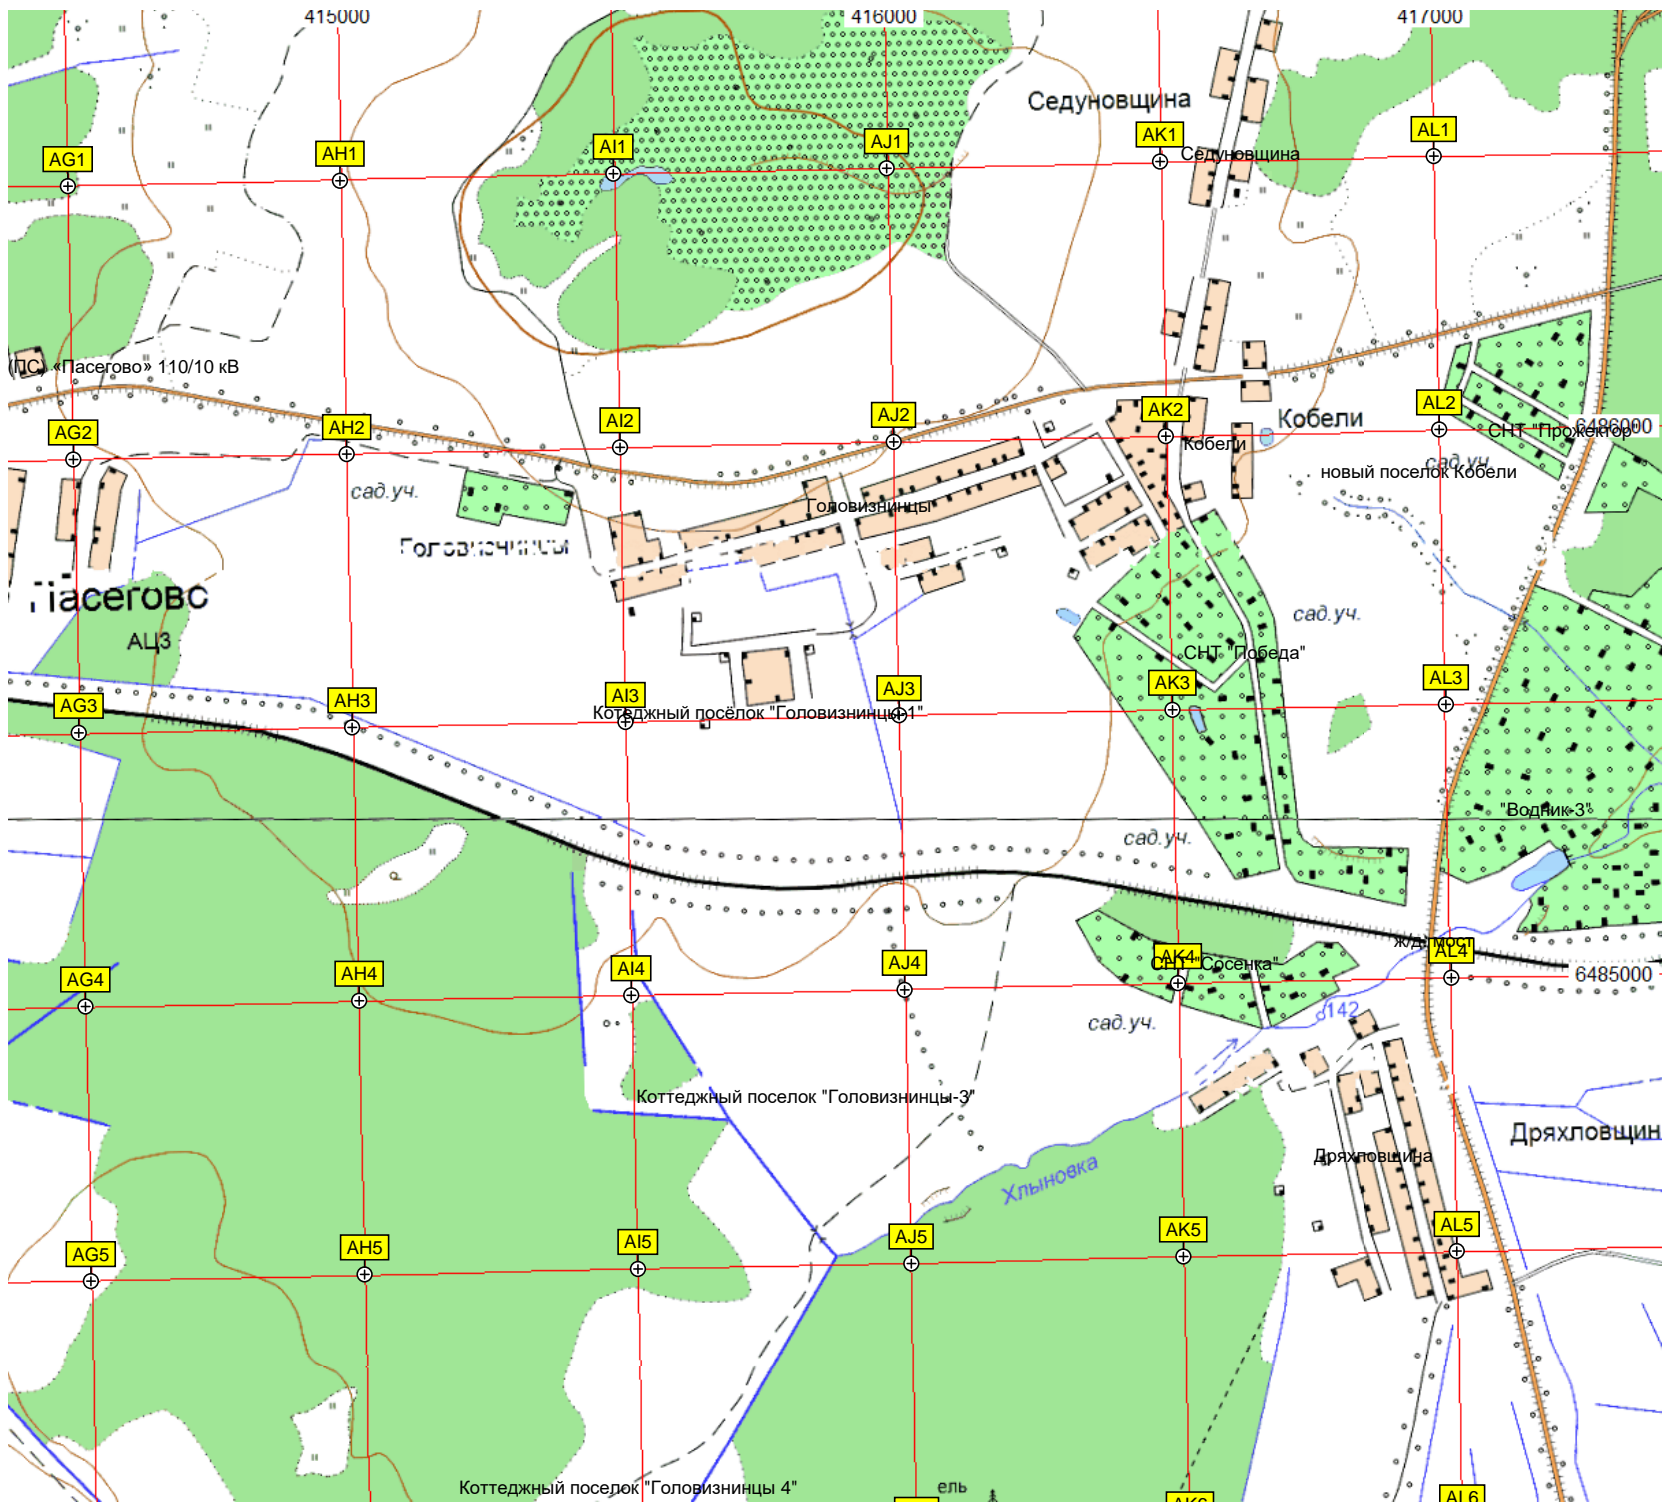 415000
416000
417000
Седуновщина
AG1
AH1
AI1
AJ1
AK1
AL1
Седуновщина
(ПС) «Пасегово» 110/10 кВ
AG2
AH2
AI2
AJ2
AK2
AL2
Кобели
Кобели
СНТ "Прожектор"
6486000
сад.уч.
новый поселок Кобели
сад.уч.
Головизнинцы
Головизнинцы
Пасегово
АЦЗ
сад.уч.
СНТ "Победа"
AG3
AH3
AI3
AJ3
AK3
AL3
Котеджный посёлок "Головизнинцы-1"
"Водник-3"
сад.уч.
ж/д. мост
AG4
AH4
AI4
AJ4
AK4
AL4
СНТ "Сосенка"
6485000
142
сад.уч.
Коттеджный поселок "Головизнинцы-3"
Дряхловщин
Дряхловщина
Хлыновка
AG5
AH5
AI5
AJ5
AK5
AL5
Коттеджный поселок "Головизнинцы 4"
ель
AK6
AL6